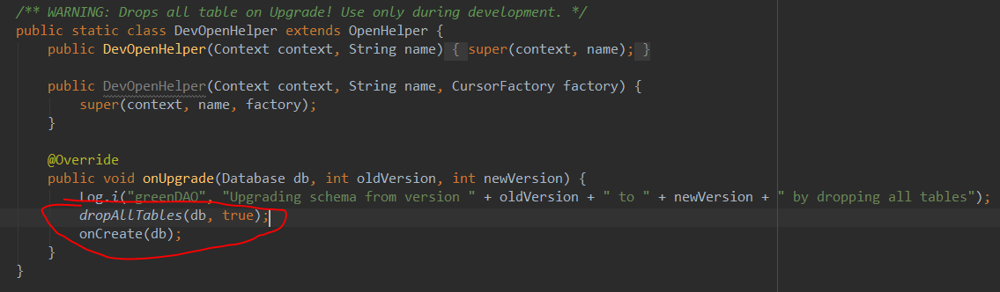 /** WARNING: Drops all table on Upgrade! Use only during development. */
public static class DevOpenHelper extends OpenHelper {
public DevOpenHelper(Context context, String name) { super(context, name); }
public DevOpenHelper(Context context, String name, CursorFactory factory) {
super(context, name, factory);
}
@Override
public void onUpgrade(Database db, int oldVersion, int newVersion) {
Log.i("greenDAO", "Upgrading schema from version " + oldVersion + " to " + newVersion + " by dropping all tables");
dropAllTables(db, true);
onCreate(db);
}
}